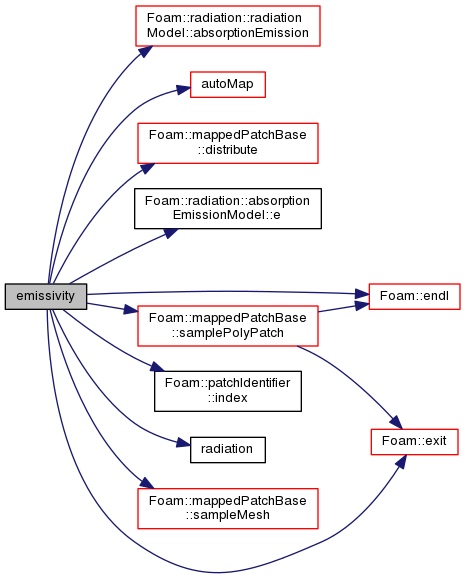 Foam::radiation::radiation
Model::absorptionEmission
autoMap
Foam::mappedPatchBase
::distribute
Foam::radiation::absorption
EmissionModel::e
emissivity
Foam::endl
Foam::mappedPatchBase
::samplePolyPatch
Foam::patchIdentifier
::index
Foam::exit
radiation
Foam::mappedPatchBase
::sampleMesh